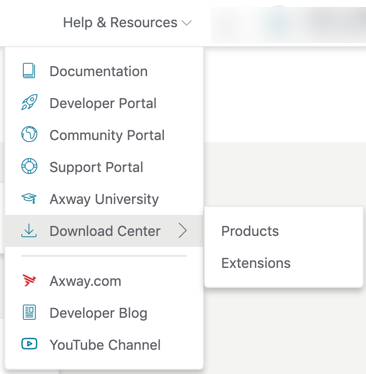 Help & Resources
Documentation
Developer Portal
Community Portal
Support Portal
Axway University
Download Center
Products
Extensions
Axway.com
Developer Blog
YouTube Channel